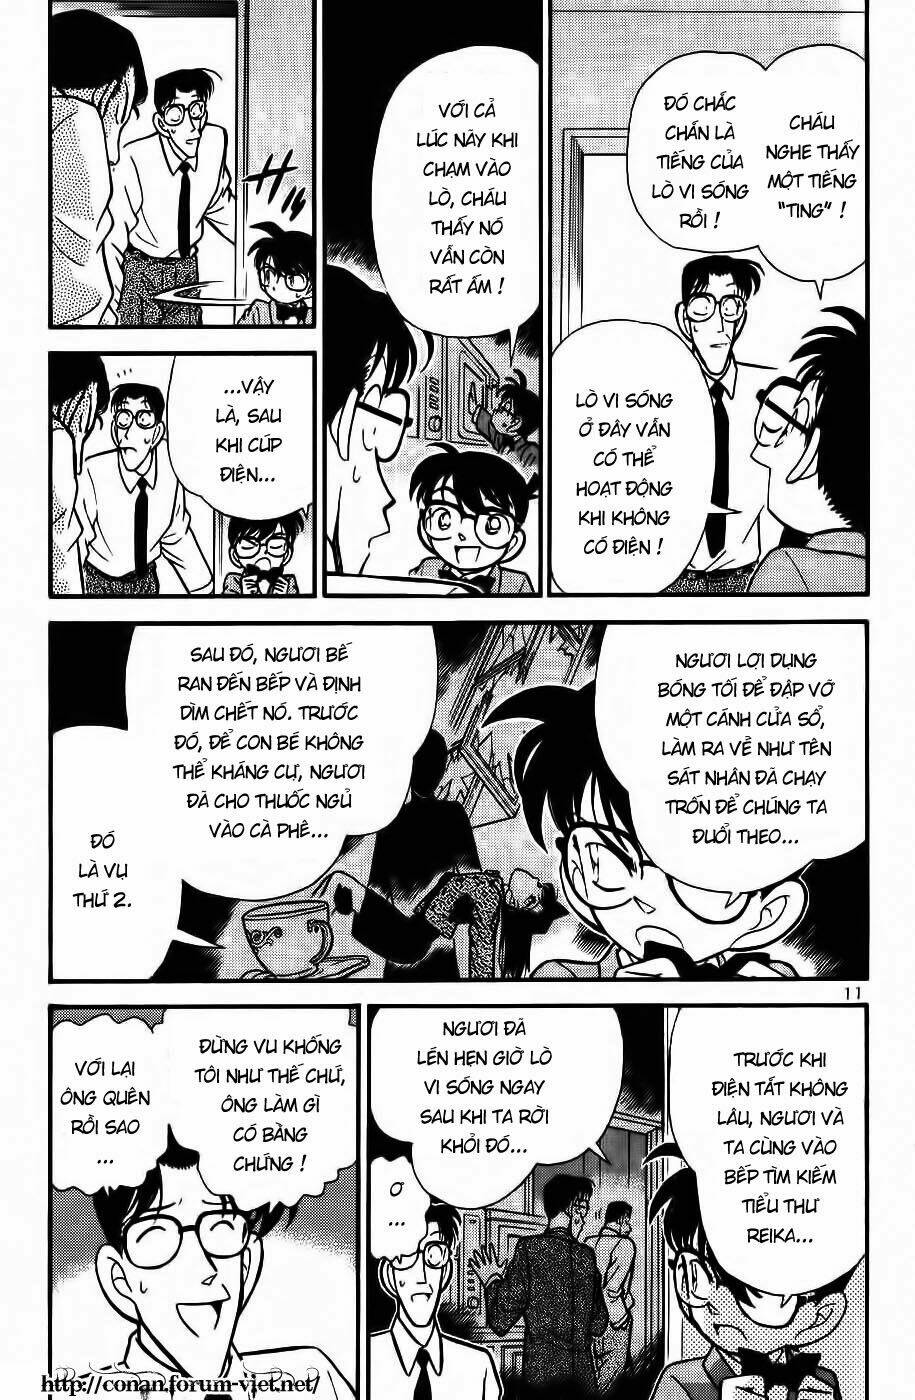 CHÁU
NGHE THẤY
MỘT TIẾNG
"TING" !
ĐÓ CHẮC
CHẮN LÀ
TIẾNG CỦA
LÒ VI SÓNG
RỒI !
LÒ VI SÓNG
Ở ĐÂY VẪN
CÓ THỂ
HOẠT ĐỘNG
KHI KHÔNG
CÓ ĐIỆN !
VỚI CẢ
LÚC NÀY KHI
CHẠM VÀO
LÒ, CHÁU
THẤY NÓ
VẪN CÒN
RẤT ẤM !
...VẬY
LÀ, SAU
KHI CÚP
ĐIỆN...
NGƯƠI LỢI DỤNG
BÓNG TỐI ĐỂ ĐẬP VỠ
MỘT CÁNH CỬA SỔ,
LÀM RA VẺ NHƯ TÊN
SÁT NHÂN ĐÃ CHẠY
TRỐN ĐỂ CHÚNG TA
ĐUỔI THEO...
SAU ĐÓ, NGƯƠI BẾ
RAN ĐẾN BẾP VÀ ĐỊNH
DÌM CHẾT NÓ. TRƯỚC
ĐÓ, ĐỂ CON BÉ KHÔNG
THỂ KHÁNG CỰ, NGƯƠI
ĐÃ CHO THUỐC NGỦ
VÀO CÀ PHÊ...
ĐÓ
LÀ VỤ
THỨ 2.
11
TRƯỚC KHI
ĐIỆN TẮT KHÔNG
LÂU, NGƯƠI VÀ
TA CÙNG VÀO
BẾP TÌM KIẾM
TIỂU THƯ
REIKA...
NGƯƠI ĐÃ
LÉN HẸN GIỜ LÒ
VI SÓNG NGAY
SAU KHI TA RỜI
KHỎI ĐÓ...
Ơ
...
ĐỪNG VU KHỐNG
TÔI NHƯ THẾ CHỨ,
ÔNG LÀM GÌ
CÓ BẰNG
CHỨNG !
VỚI LẠI
ÔNG QUÊN
RỒI SAO
...
http://conan.forum-viet.net/